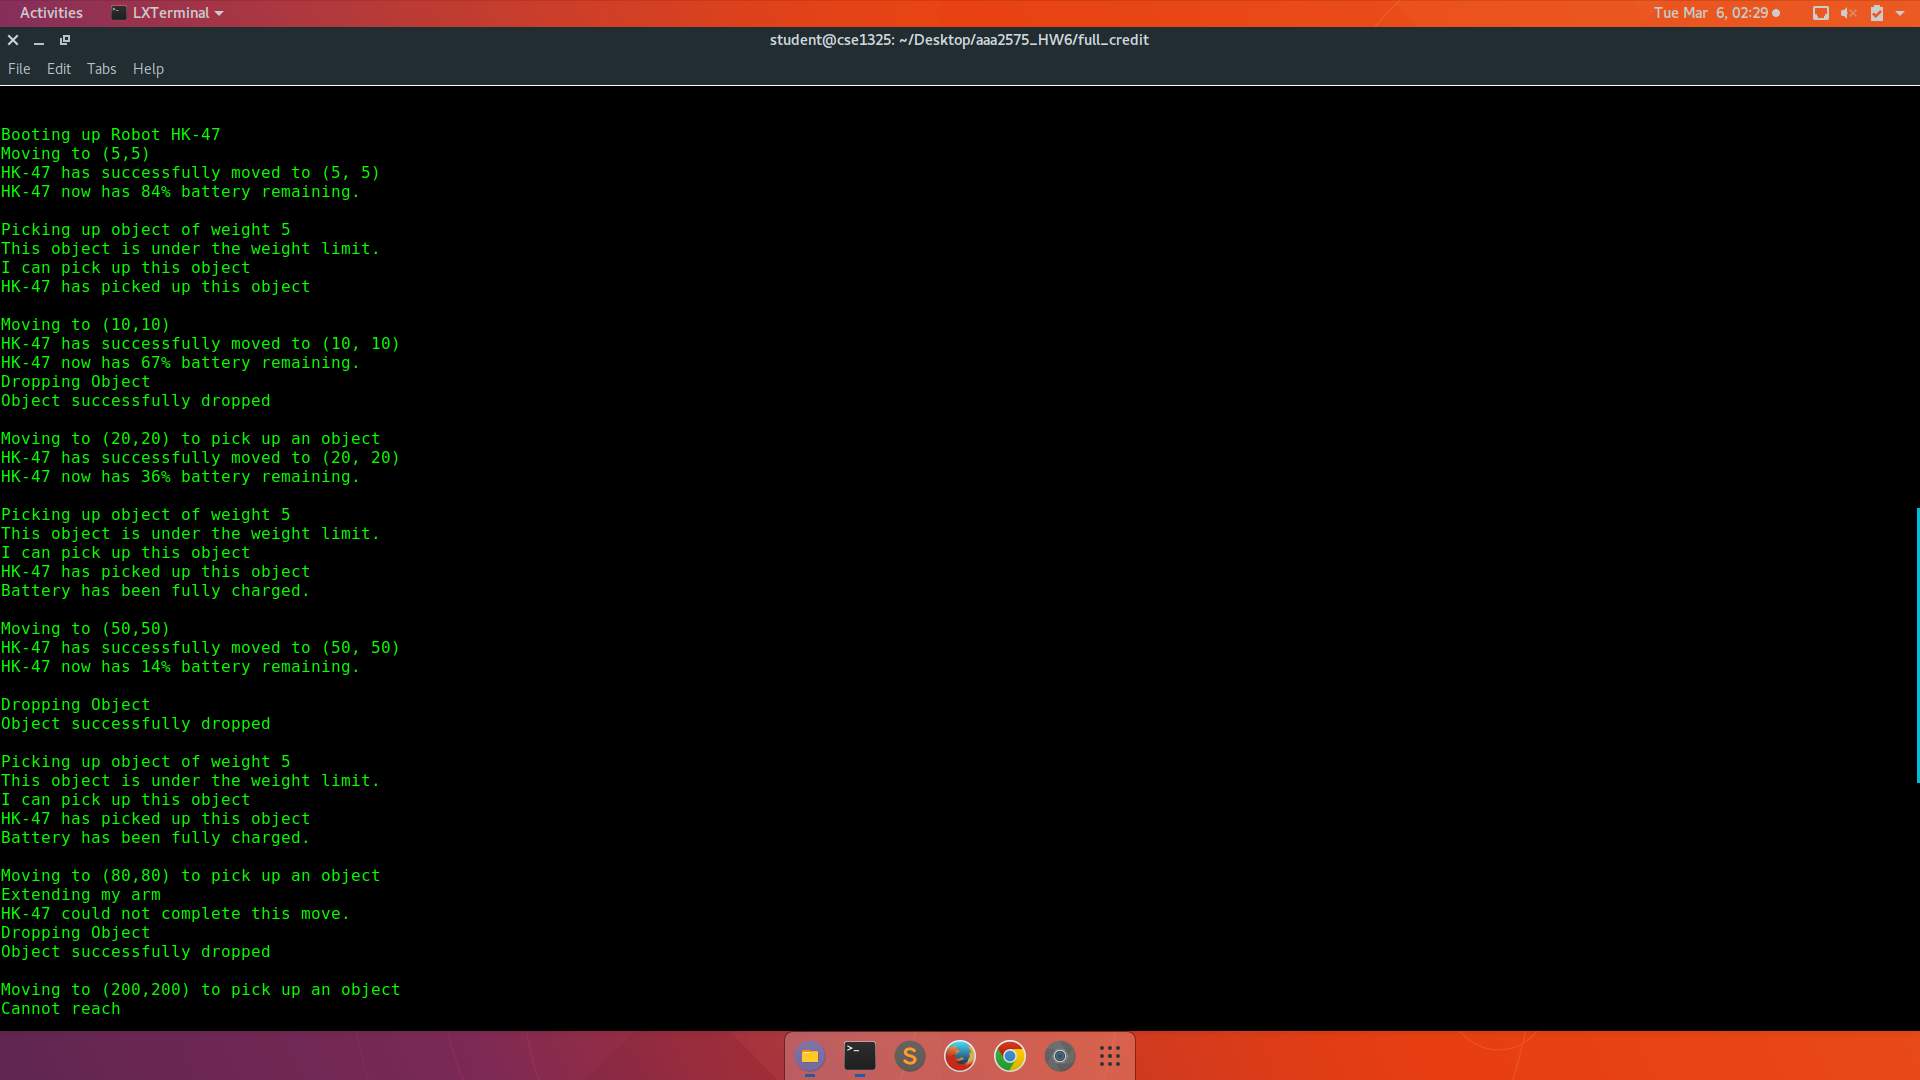 Activities LXTerminal Tue Mar 6, 02:29
student@cse1325: ~/Desktop/aaa2575_HW6/full_credit
File Edit Tabs Help
Booting up Robot HK-47
Moving to (5,5)
HK-47 has successfully moved to (5, 5)
HK-47 now has 84% battery remaining.
Picking up object of weight 5
This object is under the weight limit.
I can pick up this object
HK-47 has picked up this object
Moving to (10,10)
HK-47 has successfully moved to (10, 10)
HK-47 now has 67% battery remaining.
Dropping Object
Object successfully dropped
Moving to (20,20) to pick up an object
HK-47 has successfully moved to (20, 20)
HK-47 now has 36% battery remaining.
Picking up object of weight 5
This object is under the weight limit.
I can pick up this object
HK-47 has picked up this object
Battery has been fully charged.
Moving to (50,50)
HK-47 has successfully moved to (50, 50)
HK-47 now has 14% battery remaining.
Dropping Object
Object successfully dropped
Picking up object of weight 5
This object is under the weight limit.
I can pick up this object
HK-47 has picked up this object
Battery has been fully charged.
Moving to (80,80) to pick up an object
Extending my arm
HK-47 could not complete this move.
Dropping Object
Object successfully dropped
Moving to (200,200) to pick up an object
Cannot reach